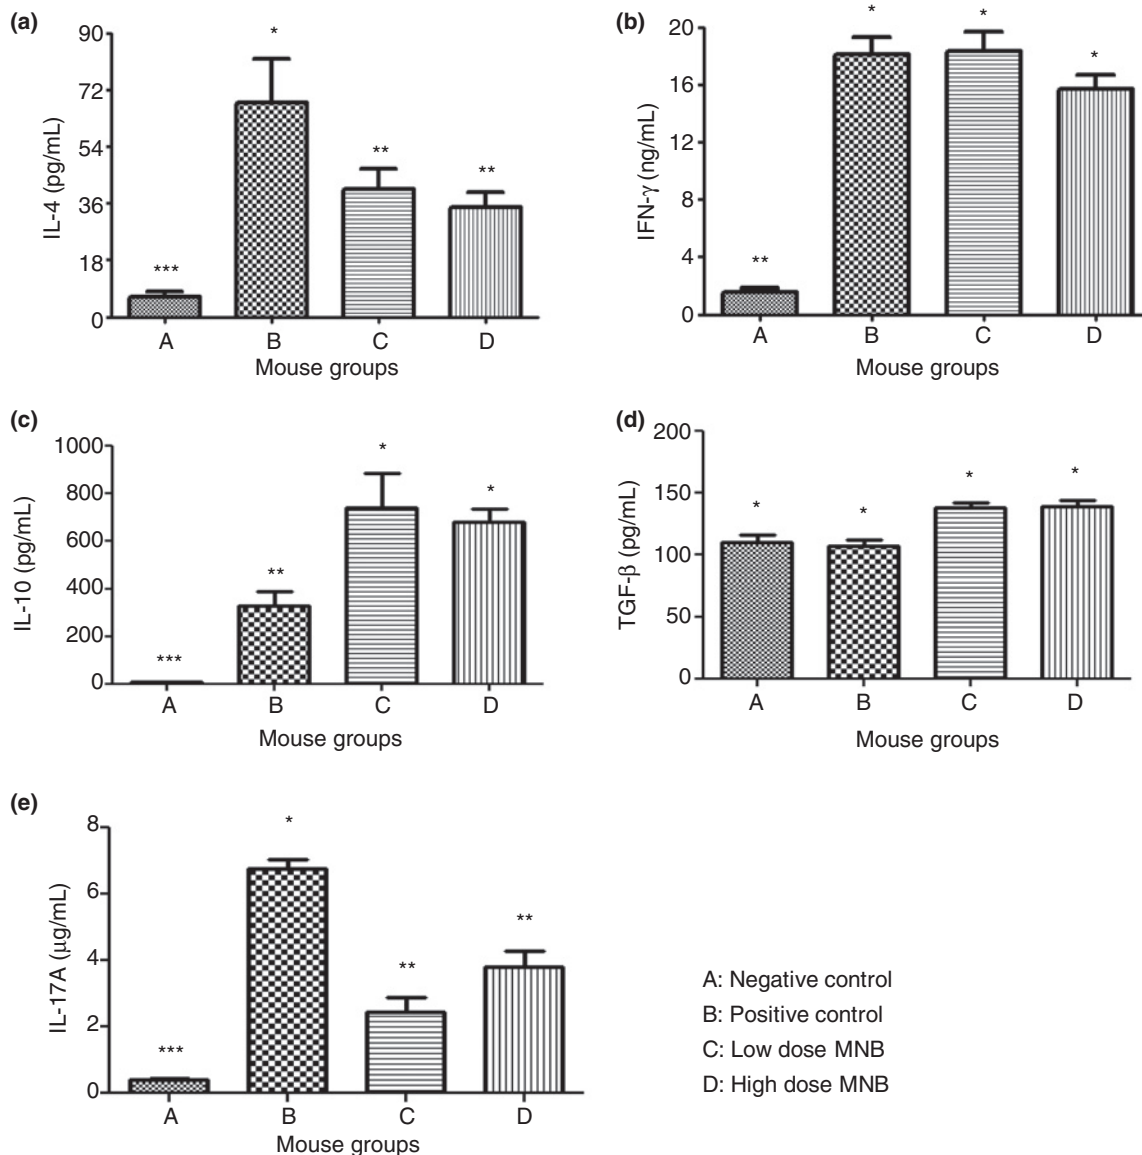 (a)
IL-4 (pg/mL)
90
72
54
36
18
0
*
**
**
***
A B C D
Mouse groups
(b)
IFN-γ (ng/mL)
20
16
12
8
4
0
*
*
*
**
A B C D
Mouse groups
(c)
IL-10 (pg/mL)
1000
800
600
400
200
0
*
*
**
***
A B C D
Mouse groups
(d)
TGF-β (pg/mL)
200
150
100
50
0
*
*
*
*
A B C D
Mouse groups
(e)
IL-17A (μg/mL)
8
6
4
2
0
*
**
**
***
A B C D
Mouse groups
A: Negative control
B: Positive control
C: Low dose MNB
D: High dose MNB